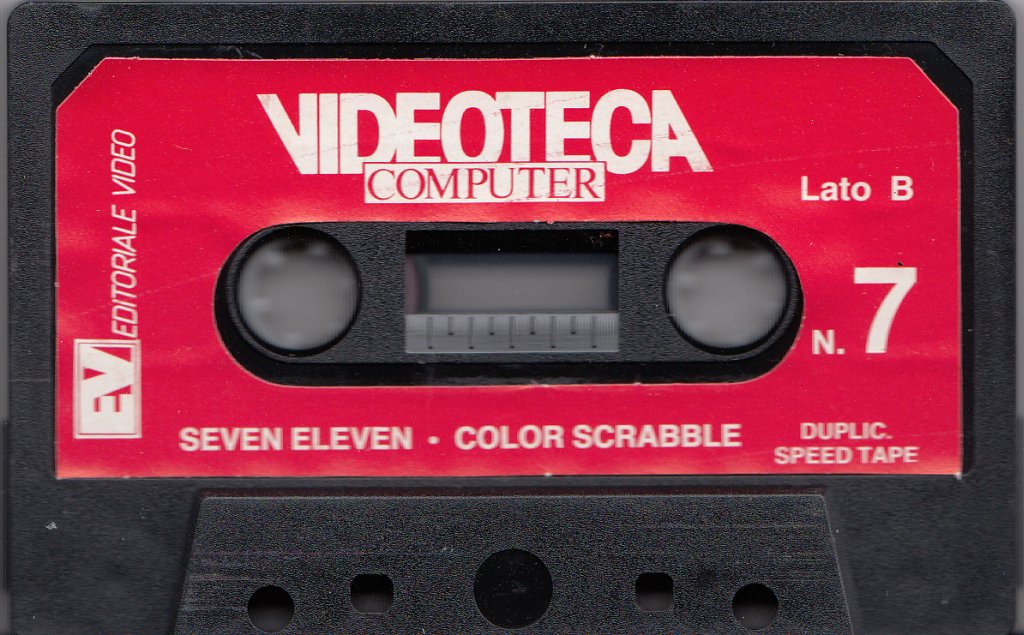 VIDEOTECA
COMPUTER
Lato B
N. 7
EV EDITORIALE VIDEO
SEVEN ELEVEN • COLOR SCRABBLE
DUPLIC.
SPEED TAPE